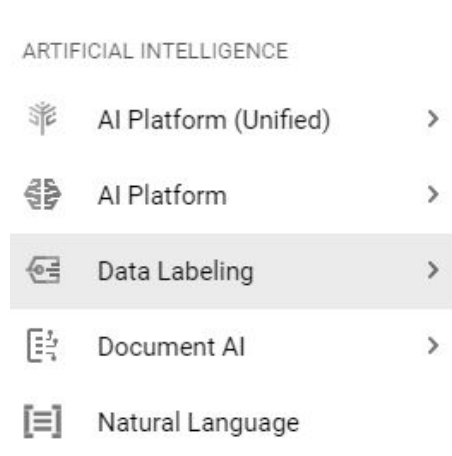 ARTIFICIAL INTELLIGENCE
AI Platform (Unified)
AI Platform
Data Labeling
Document AI
Natural Language